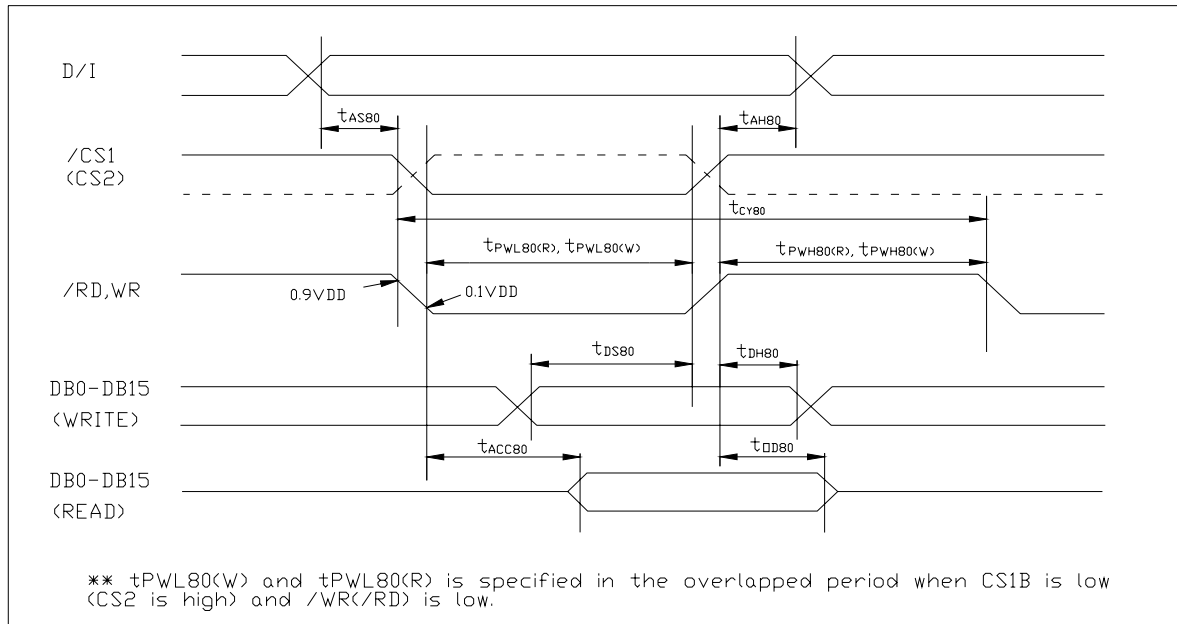 D/I
tAS80
tAH80
/CS1
(CS2)
tCY80
tPWL80(R), tPWL80(W)
tPWH80(R), tPWH80(W)
/RD,WR
0.9VDD
0.1VDD
tDS80
tDH80
DB0-DB15
(WRITE)
tACC80
tOD80
DB0-DB15
(READ)
** tPWL80(W) and tPWL80(R) is specified in the overlapped period when CS1B is low
(CS2 is high) and /WR(/RD) is low.